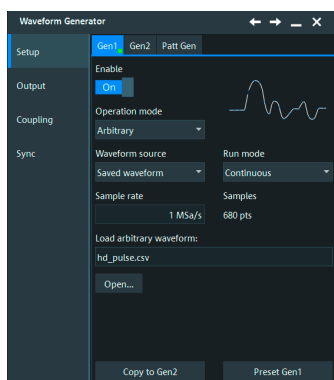 Waveform Generator
Setup
Output
Coupling
Sync
Gen1 Gen2 Patt Gen
Enable
On
Operation mode
Arbitrary
Waveform source Run mode
Saved waveform Continuous
Sample rate Samples
1 MSa/s 680 pts
Load arbitrary waveform:
hd_pulse.csv
Open...
Copy to Gen2 Preset Gen1